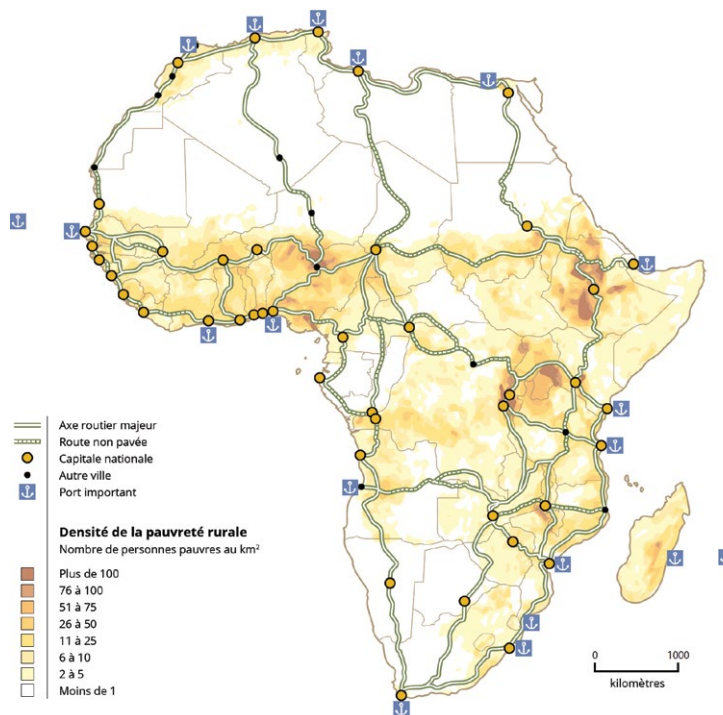 Axe routier majeur
Route non pavée
Capitale nationale
Autre ville
Port important
Densité de la pauvreté rurale
Nombre de personnes pauvres au km²
Plus de 100
76 à 100
51 à 75
26 à 50
11 à 25
6 à 10
2 à 5
Moins de 1
0 1000
kilomètres